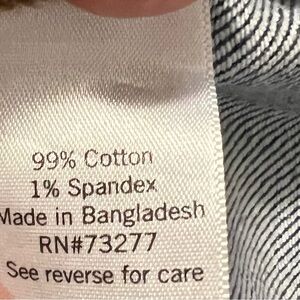 99% Cotton
1% Spandex
Made in Bangladesh
RN#73277
See reverse for care